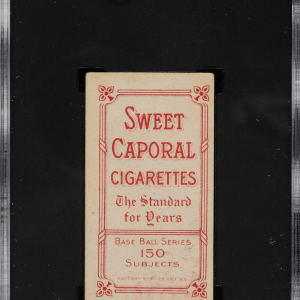 SWEET
CAPORAL
CIGARETTES
The Standard
for Years
BASE BALL SERIES
150
SUBJECTS